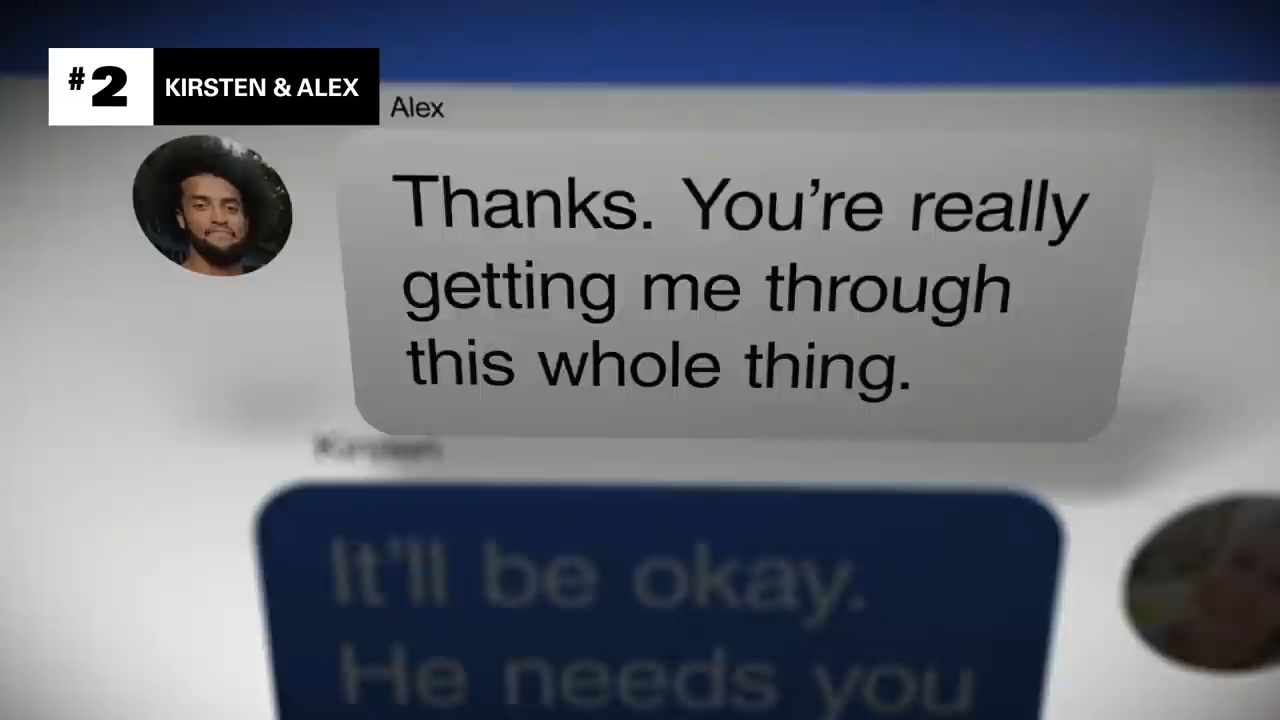 #2 KIRSTEN & ALEX
Alex
Thanks. You’re really
getting me through
this whole thing.
Kirsten
It’ll be okay.
He needs you